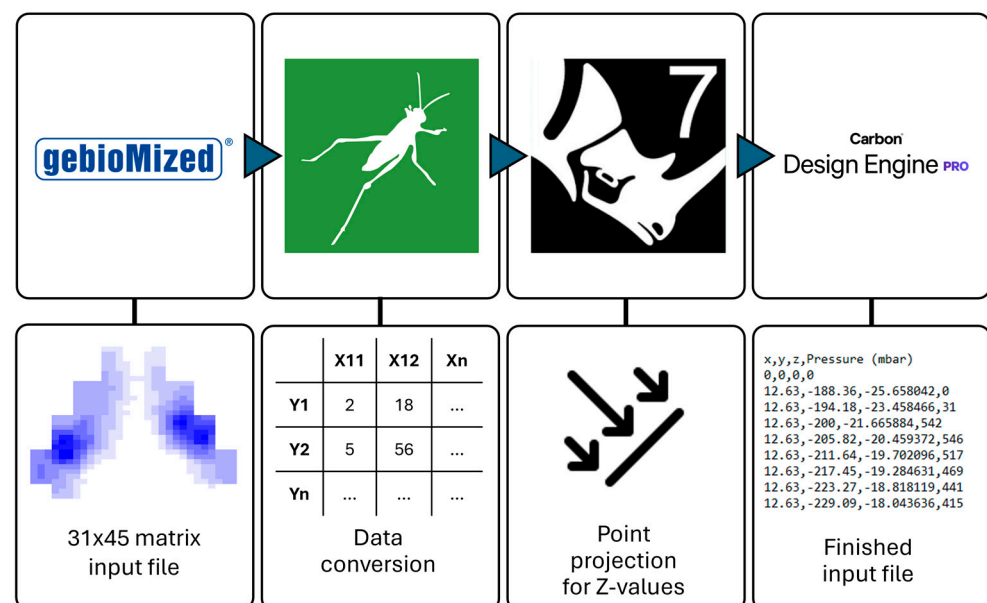 gebioMized®
7
Carbon
Design Engine PRO
31x45 matrix
input file
X11 X12 Xn
Y1 2 18 ...
Y2 5 56 ...
Yn ... ... ...
Data
conversion
Point
projection
for Z-values
x,y,z,Pressure (mbar)
0,0,0,0
12.63,-188.36,-25.658042,0
12.63,-194.18,-23.458466,31
12.63,-200,-21.665884,542
12.63,-205.82,-20.459372,546
12.63,-211.64,-19.702096,517
12.63,-217.45,-19.284631,469
12.63,-223.27,-18.818119,441
12.63,-229.09,-18.043636,415
Finished
input file